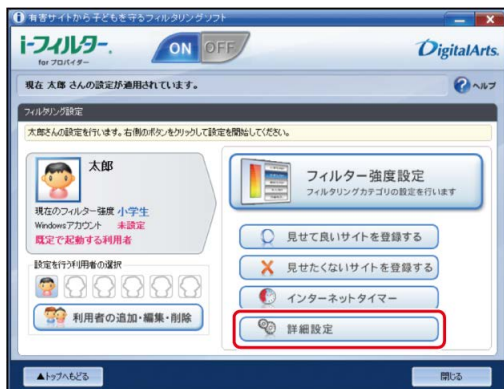 有害サイトから子どもを守るフィルタリングソフト
i-フィルター.
for プロバイダー
ON OFF
DigitalArts.
現在 太郎 さんの設定が適用されています。
ヘルプ
フィルタリング設定
太郎さんの設定を行います。右側のボタンをクリックして設定を開始してください。
太郎
現在のフィルター強度 小学生
Windowsアカウント 未設定
既定で起動する利用者
設定を行う利用者の選択
利用者の追加・編集・削除
フィルター強度設定
フィルタリングカテゴリの設定を行います
見せて良いサイトを登録する
見せたくないサイトを登録する
インターネットタイマー
詳細設定
▲トップへもどる
閉じる